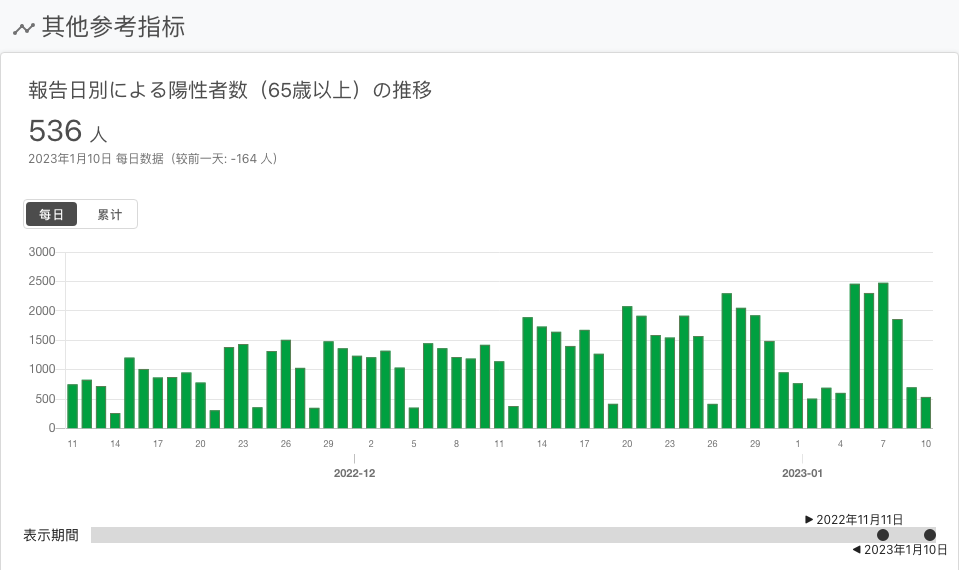 其他参考指标
報告日別による陽性者数（65歳以上）の推移
536 人
2023年1月10日 每日数据（较前一天: -164 人）
每日 累计
3000
2500
2000
1500
1000
500
0
11 14 17 20 23 26 29 2 5 8 11 14 17 20 23 26 29 1 4 7 10
2022-12 2023-01
▶ 2022年11月11日
表示期間
◀ 2023年1月10日